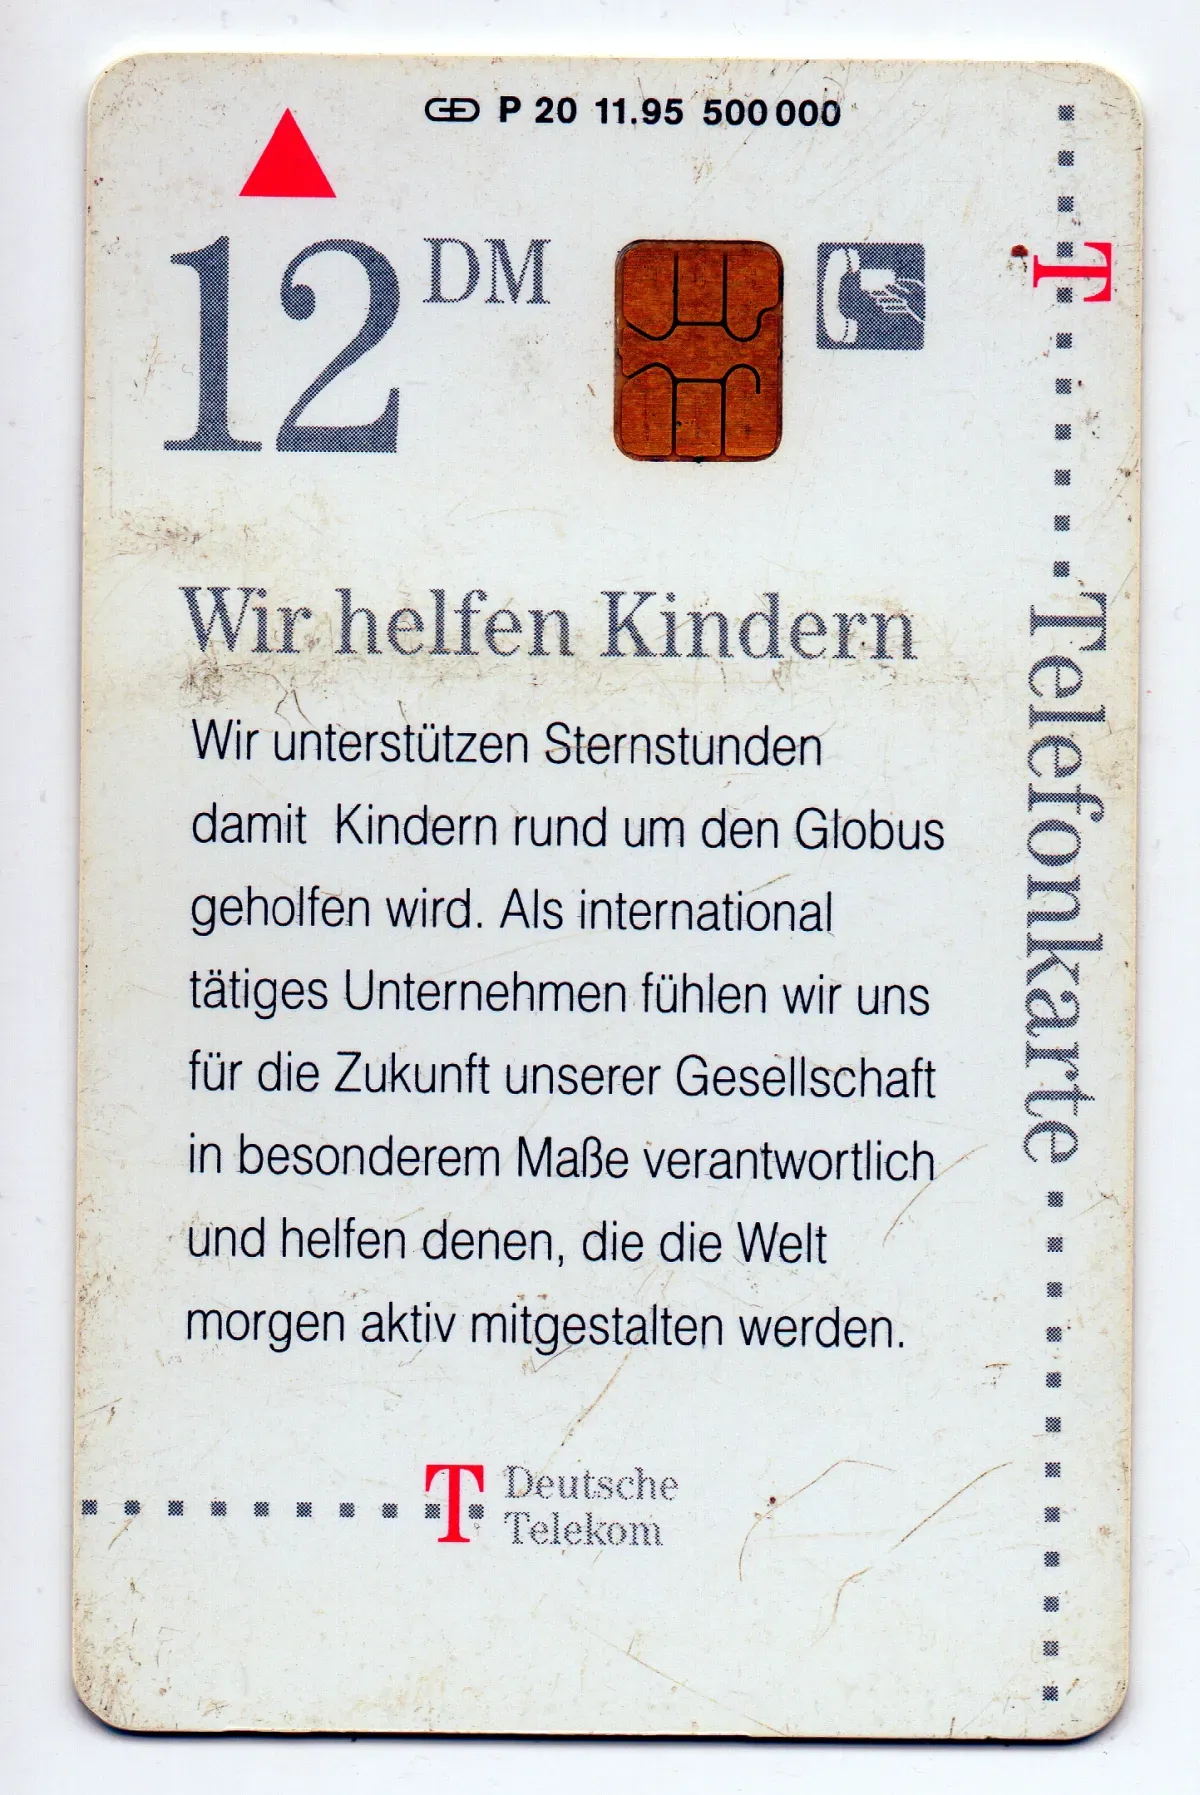 GD P 20 11.95 500 000
12 DM
T
Wir helfen Kindern
Wir unterstützen Sternstunden
damit Kindern rund um den Globus
geholfen wird. Als international
tätiges Unternehmen fühlen wir uns
für die Zukunft unserer Gesellschaft
in besonderem Maße verantwortlich
und helfen denen, die die Welt
morgen aktiv mitgestalten werden.
Telefonkarte
T Deutsche
Telekom